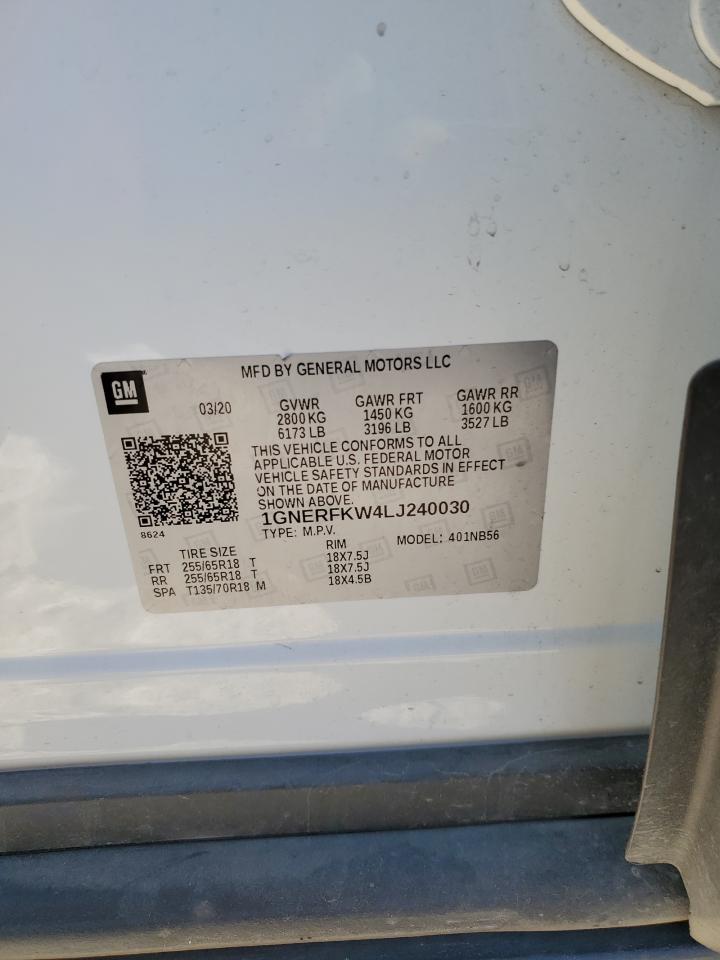 MFD BY GENERAL MOTORS LLC
GM
03/20
GVWR GAWR FRT GAWR RR
2800 KG 1450 KG 1600 KG
6173 LB 3196 LB 3527 LB
THIS VEHICLE CONFORMS TO ALL
APPLICABLE U.S. FEDERAL MOTOR
VEHICLE SAFETY STANDARDS IN EFFECT
ON THE DATE OF MANUFACTURE
SHOWN ABOVE.
8624
1GNERFKW4LJ240030
TYPE: M.P.V. MODEL: 401NB56
TIRE SIZE RIM
FRT 255/65R18 T 18X7.5J
RR 255/65R18 T 18X7.5J
SPA T135/70R18 M 18X4.5B